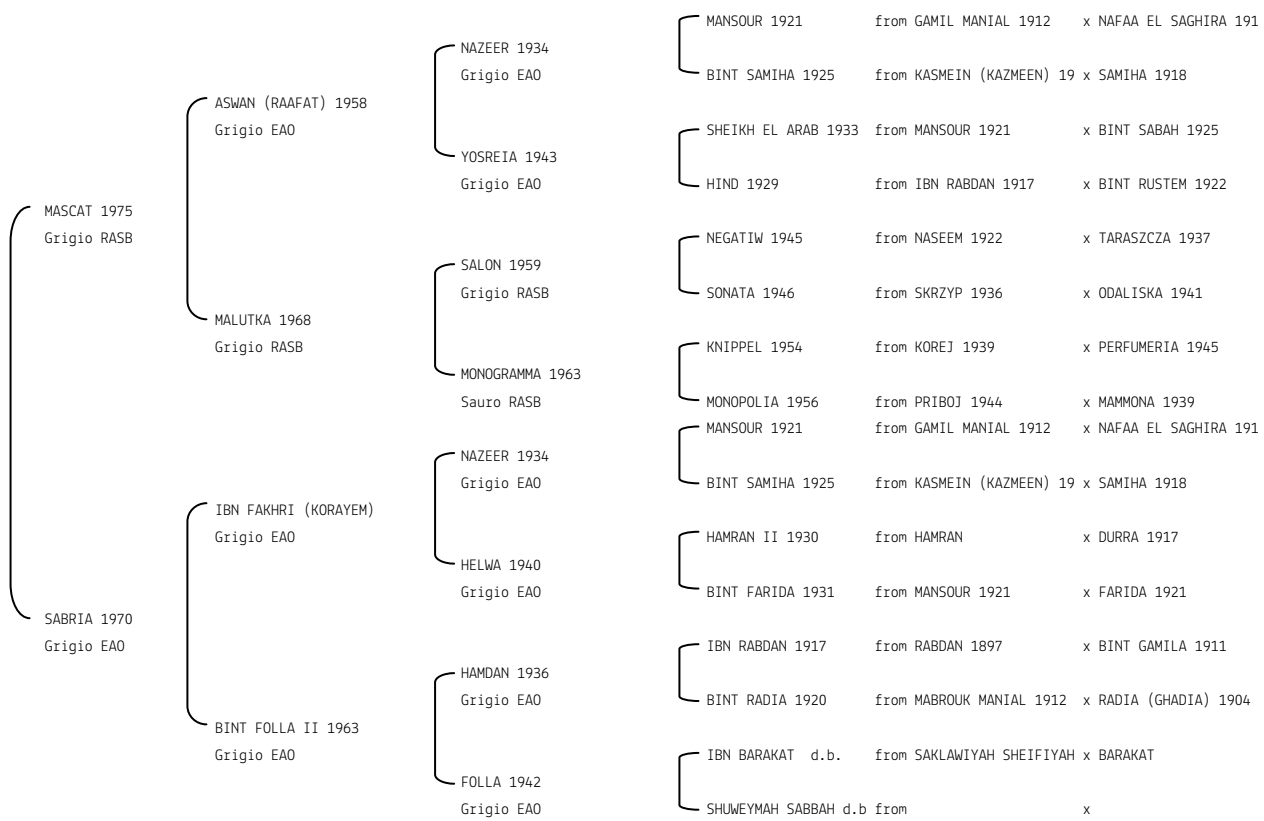 MANSOUR 1921 from GAMIL MANIAL 1912 x NAFAA EL SAGHIRA 191
NAZEER 1934
Grigio EAO BINT SAMIHA 1925 from KASMEIN (KAZMEEN) 19 x SAMIHA 1918
ASWAN (RAAFAT) 1958
Grigio EAO SHEIKH EL ARAB 1933 from MANSOUR 1921 x BINT SABAH 1925
YOSREIA 1943
Grigio EAO HIND 1929 from IBN RABDAN 1917 x BINT RUSTEM 1922
MASCAT 1975
Grigio RASB NEGATIW 1945 from NASEEM 1922 x TARASZCZA 1937
SALON 1959
Grigio RASB SONATA 1946 from SKRZYP 1936 x ODALISKA 1941
MALUTKA 1968
Grigio RASB KNIPPEL 1954 from KOREJ 1939 x PERFUMERIA 1945
MONOGRAMMA 1963
Sauro RASB MONOPOLIA 1956 from PRIBOJ 1944 x MAMMONA 1939
MANSOUR 1921 from GAMIL MANIAL 1912 x NAFAA EL SAGHIRA 191
NAZEER 1934
Grigio EAO BINT SAMIHA 1925 from KASMEIN (KAZMEEN) 19 x SAMIHA 1918
IBN FAKHRI (KORAYEM)
Grigio EAO HAMRAN II 1930 from HAMRAN x DURRA 1917
HELWA 1940
Grigio EAO BINT FARIDA 1931 from MANSOUR 1921 x FARIDA 1921
SABRIA 1970
Grigio EAO IBN RABDAN 1917 from RABDAN 1897 x BINT GAMILA 1911
HAMDAN 1936
Grigio EAO BINT RADIA 1920 from MABROUK MANIAL 1912 x RADIA (GHADIA) 1904
BINT FOLLA II 1963
Grigio EAO IBN BARAKAT d.b. from SAKLAWIYAH SHEIFIYAH x BARAKAT
FOLLA 1942
Grigio EAO SHUWEYMAH SABBAH d.b from x